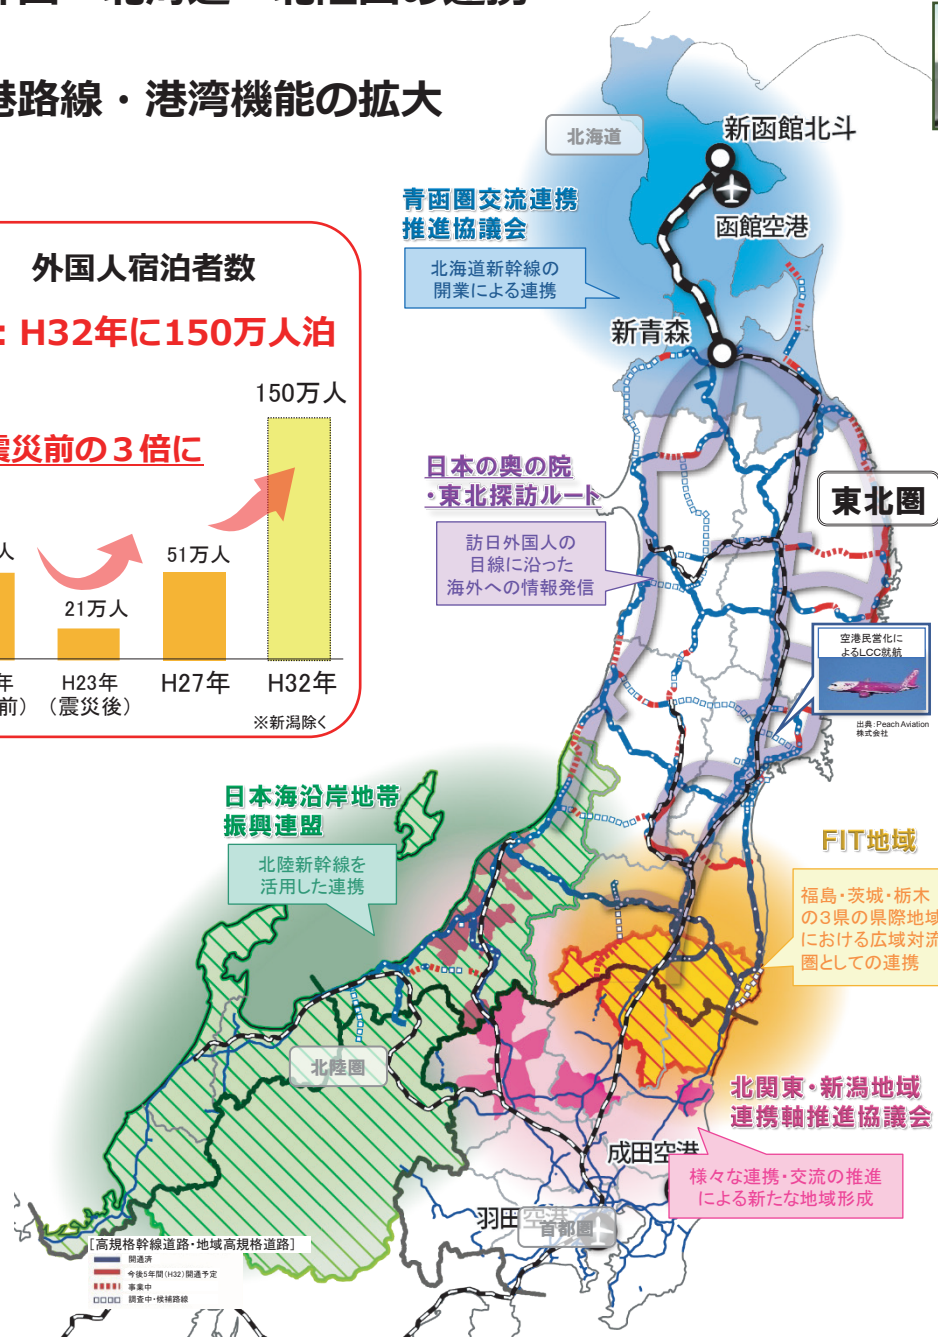 港路線・港湾機能の拡大
外国人宿泊者数
: H32年に150万人泊
150万人
震災前の３倍に
人
51万人
21万人
年
前）
H23年
（震災後）
H27年
H32年
※新潟除く
北海道
新函館北斗
函館空港
青函圏交流連携
推進協議会
北海道新幹線の
開業による連携
新青森
日本の奥の院
・東北探訪ルート
訪日外国人の
目線に沿った
海外への情報発信
東北圏
空港民営化に
よるLCC就航
出典：Peach Aviation
株式会社
日本海沿岸地帯
振興連盟
北陸新幹線を
活用した連携
FIT地域
福島・茨城・栃木
の3県の県際地域
における広域対流
圏としての連携
北陸圏
北関東・新潟地域
連携軸推進協議会
様々な連携・交流の推進
による新たな地域形成
成田空港
羽田空港
首都圏
［高規格幹線道路・地域高規格道路］
開通済
今後5年間(H32)開通予定
事業中
調査中・候補路線